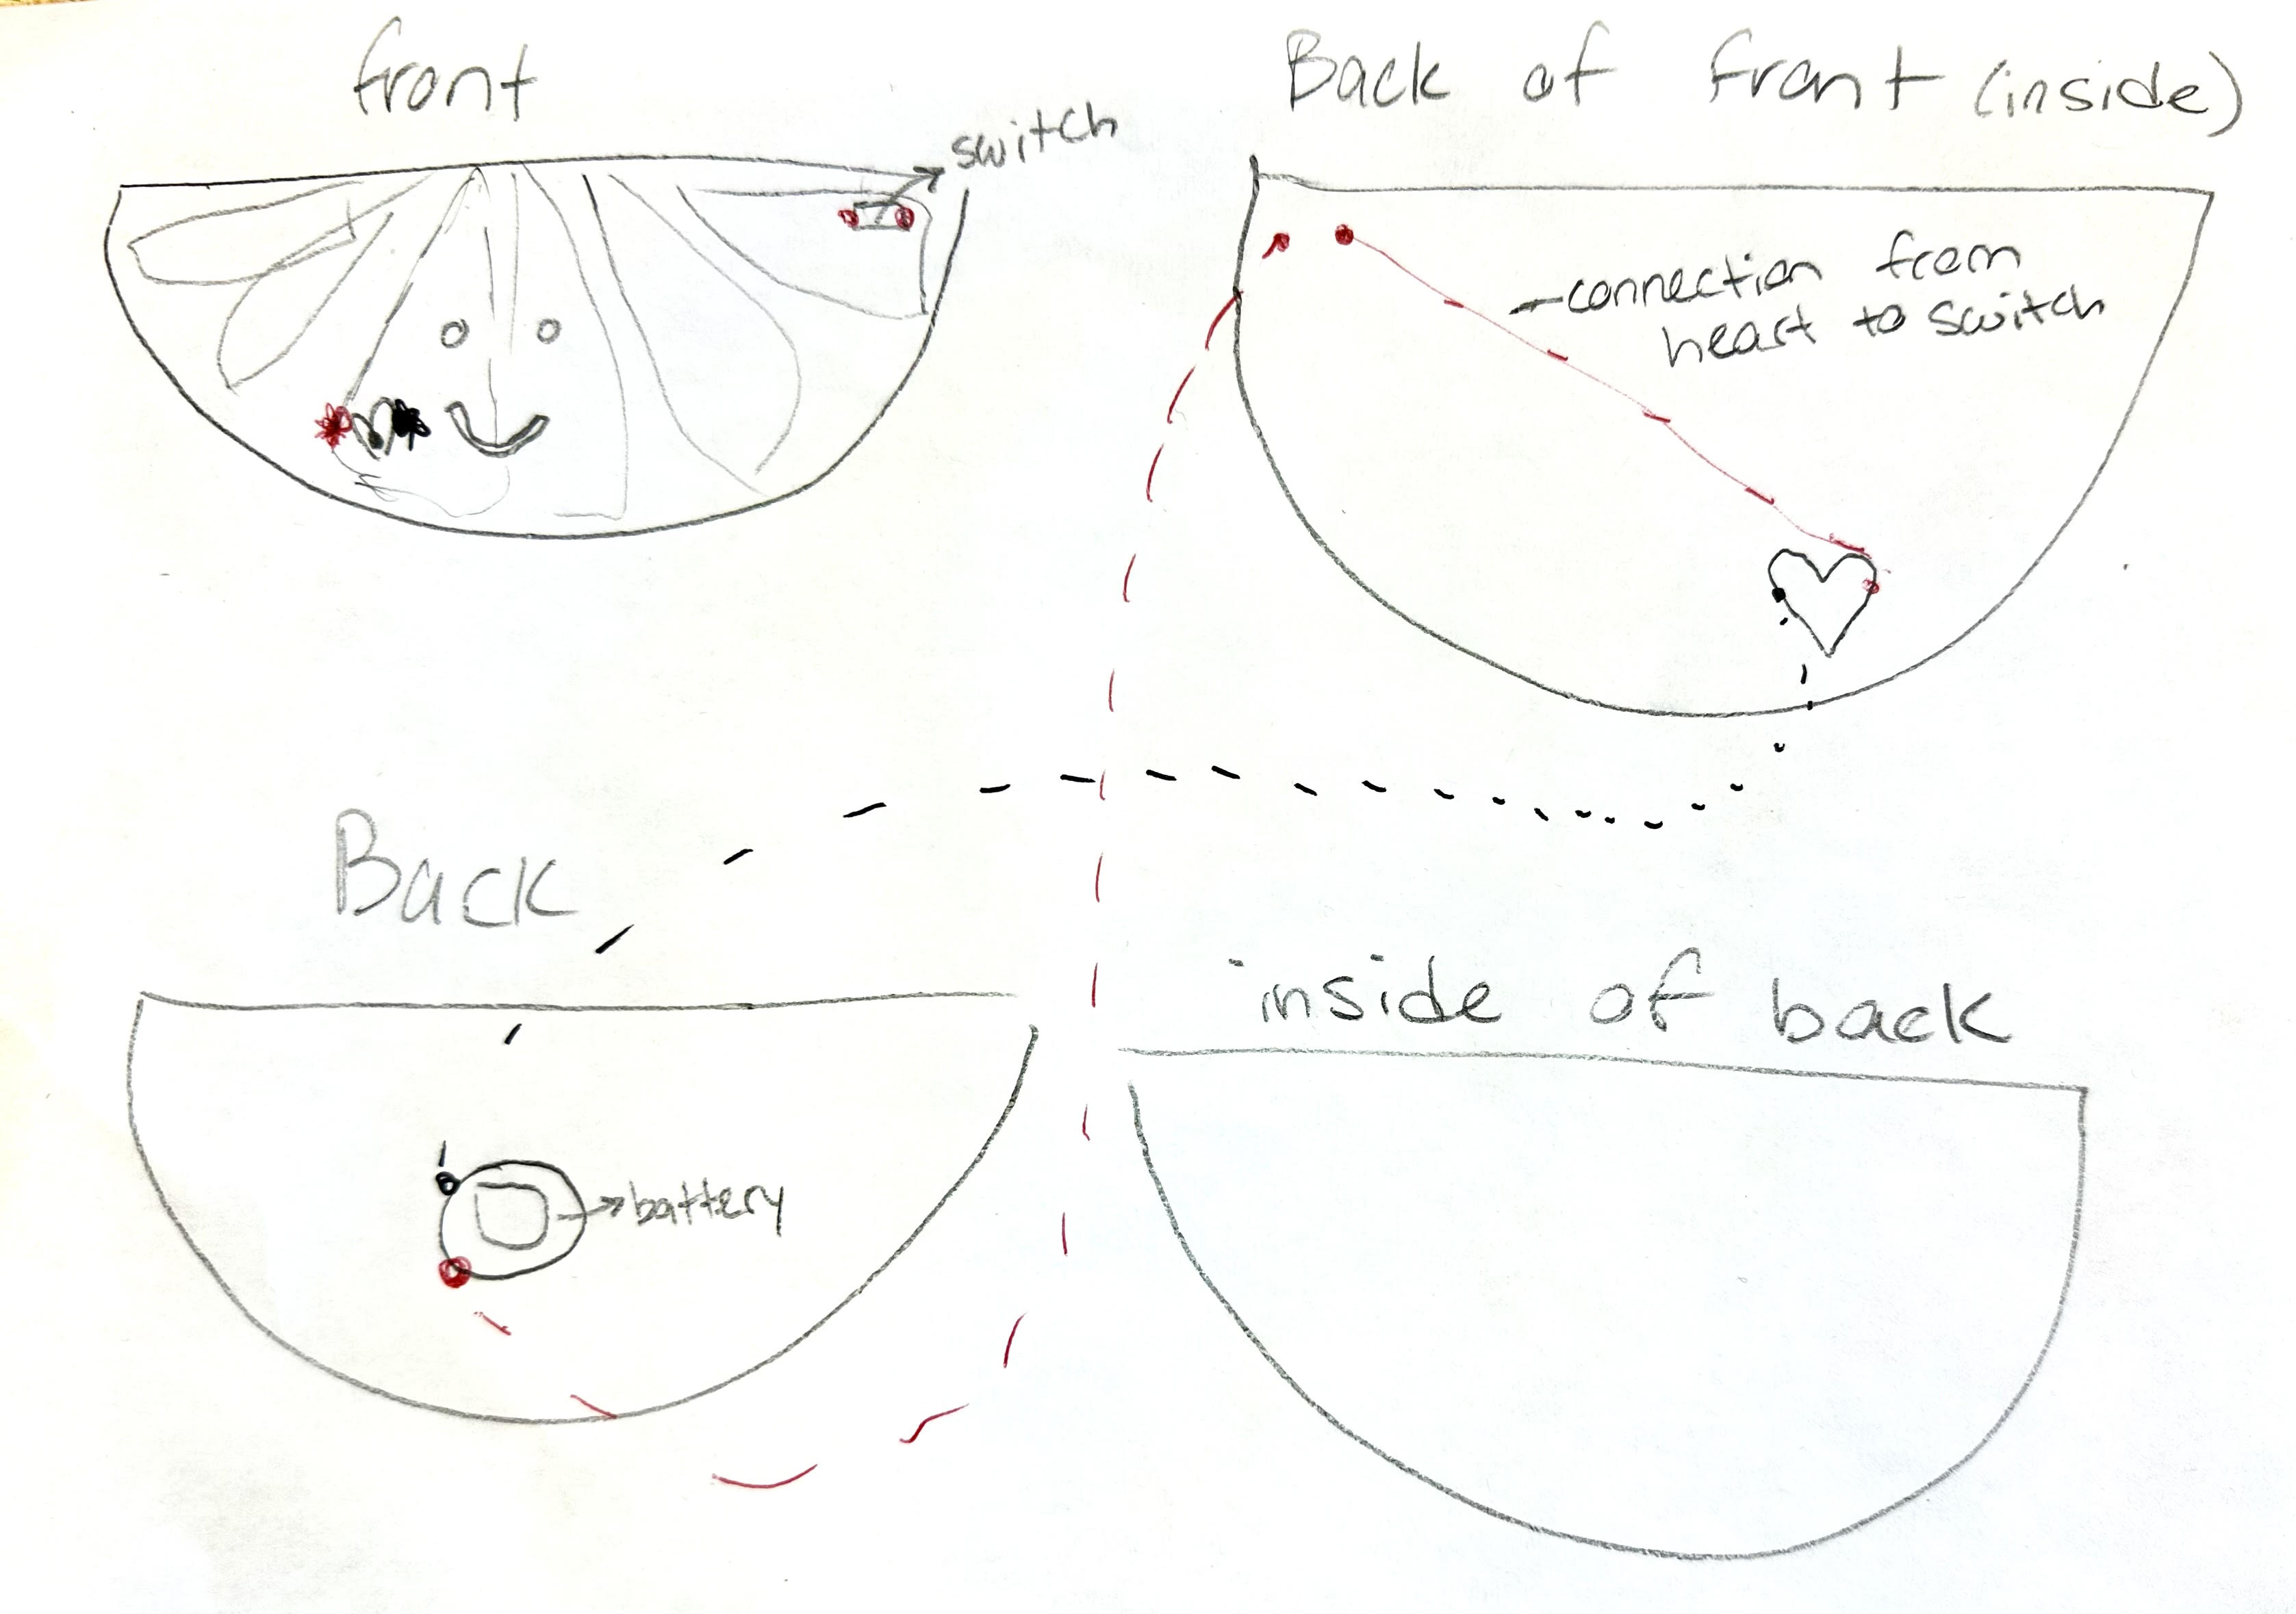 front
switch
Back of front (inside)
-connection from
heart to switch
Back
battery
inside of back